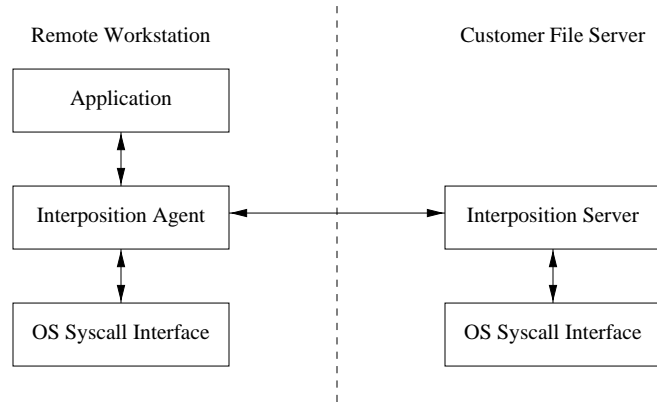 Remote Workstation
Customer File Server
Application
Interposition Agent
Interposition Server
OS Syscall Interface
OS Syscall Interface